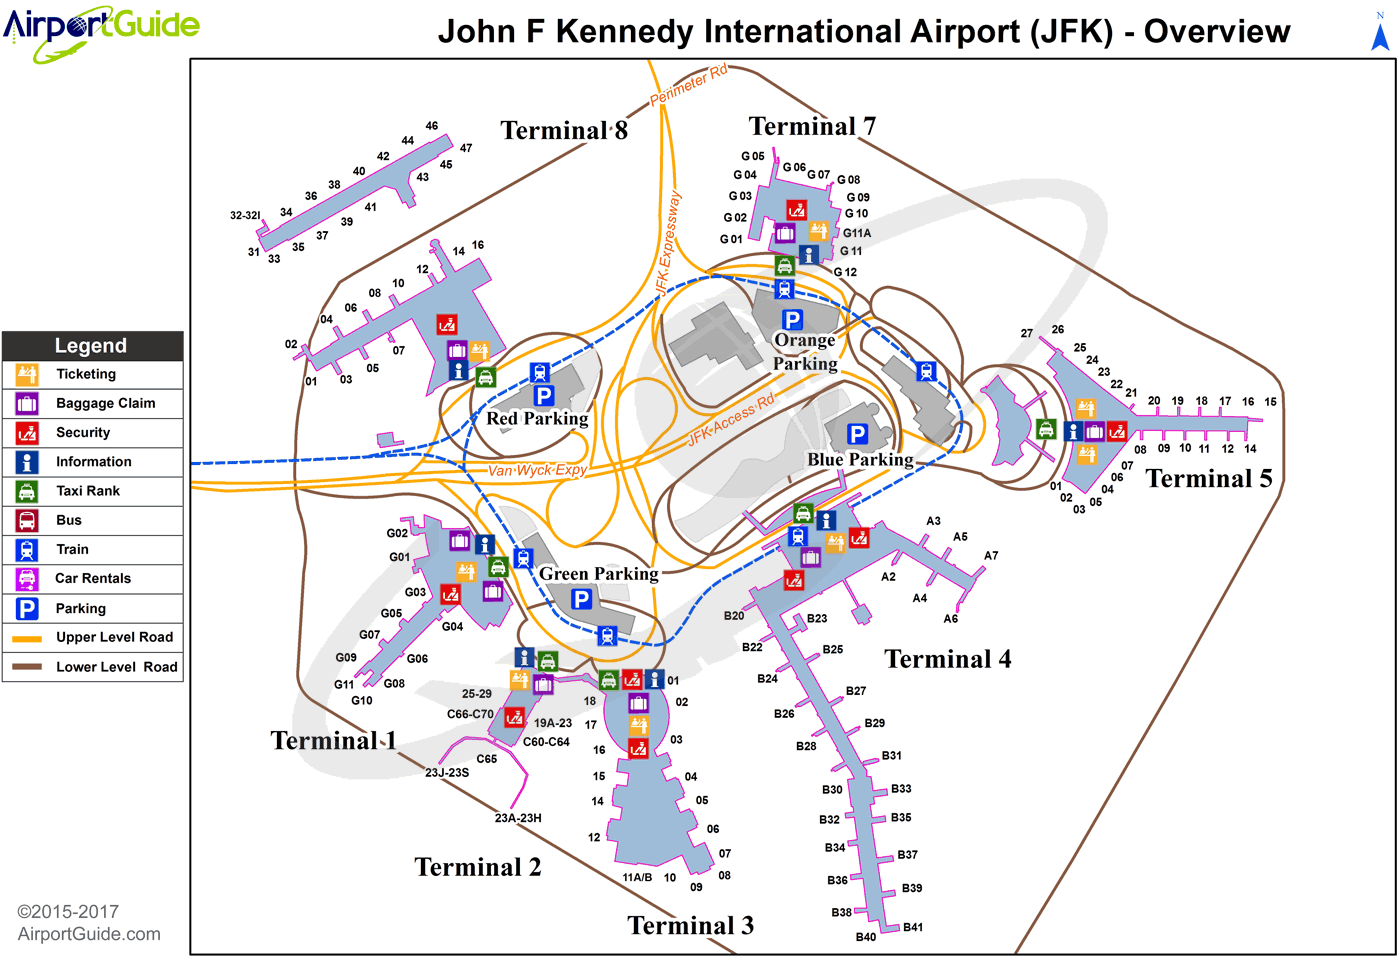 AirportGuide
John F Kennedy International Airport (JFK) - Overview
N
Perimeter Rd
Terminal 8
Terminal 7
46
44
47
42
45
40
43
38
36
41
34
39
32-32I
37
35
31
33
G 05
G 06
G 07
G 08
G 04
G 03
G 09
G 10
G 02
G11A
G 01
G 11
G 12
JFK Expressway
16
14
12
10
08
06
04
02
07
05
03
01
Orange
Parking
Red Parking
JFK Access Rd
Blue Parking
Van Wyck Expy
27
26
25
24
23
22
21
20
19
18
17
16
15
08
09
10
11
12
14
07
06
04
05
03
02
01
Terminal 5
Legend
Ticketing
Baggage Claim
Security
Information
Taxi Rank
Bus
Train
Car Rentals
Parking
Upper Level Road
Lower Level Road
G02
G01
G03
G05
G04
G07
G09
G06
G11
G08
G10
Green Parking
Terminal 1
A3
A5
A7
A2
A4
A6
B20
B23
B22
B25
B24
B27
B26
B29
B28
B31
B30
B33
B32
B35
B34
B37
B36
B39
B38
B41
B40
Terminal 4
25-29
C66-C70
19A-23
C60-C64
C65
23J-23S
23A-23H
Terminal 2
01
18
02
17
03
16
15
04
14
05
12
06
07
11A/B
10
08
09
Terminal 3
©2015-2017
AirportGuide.com